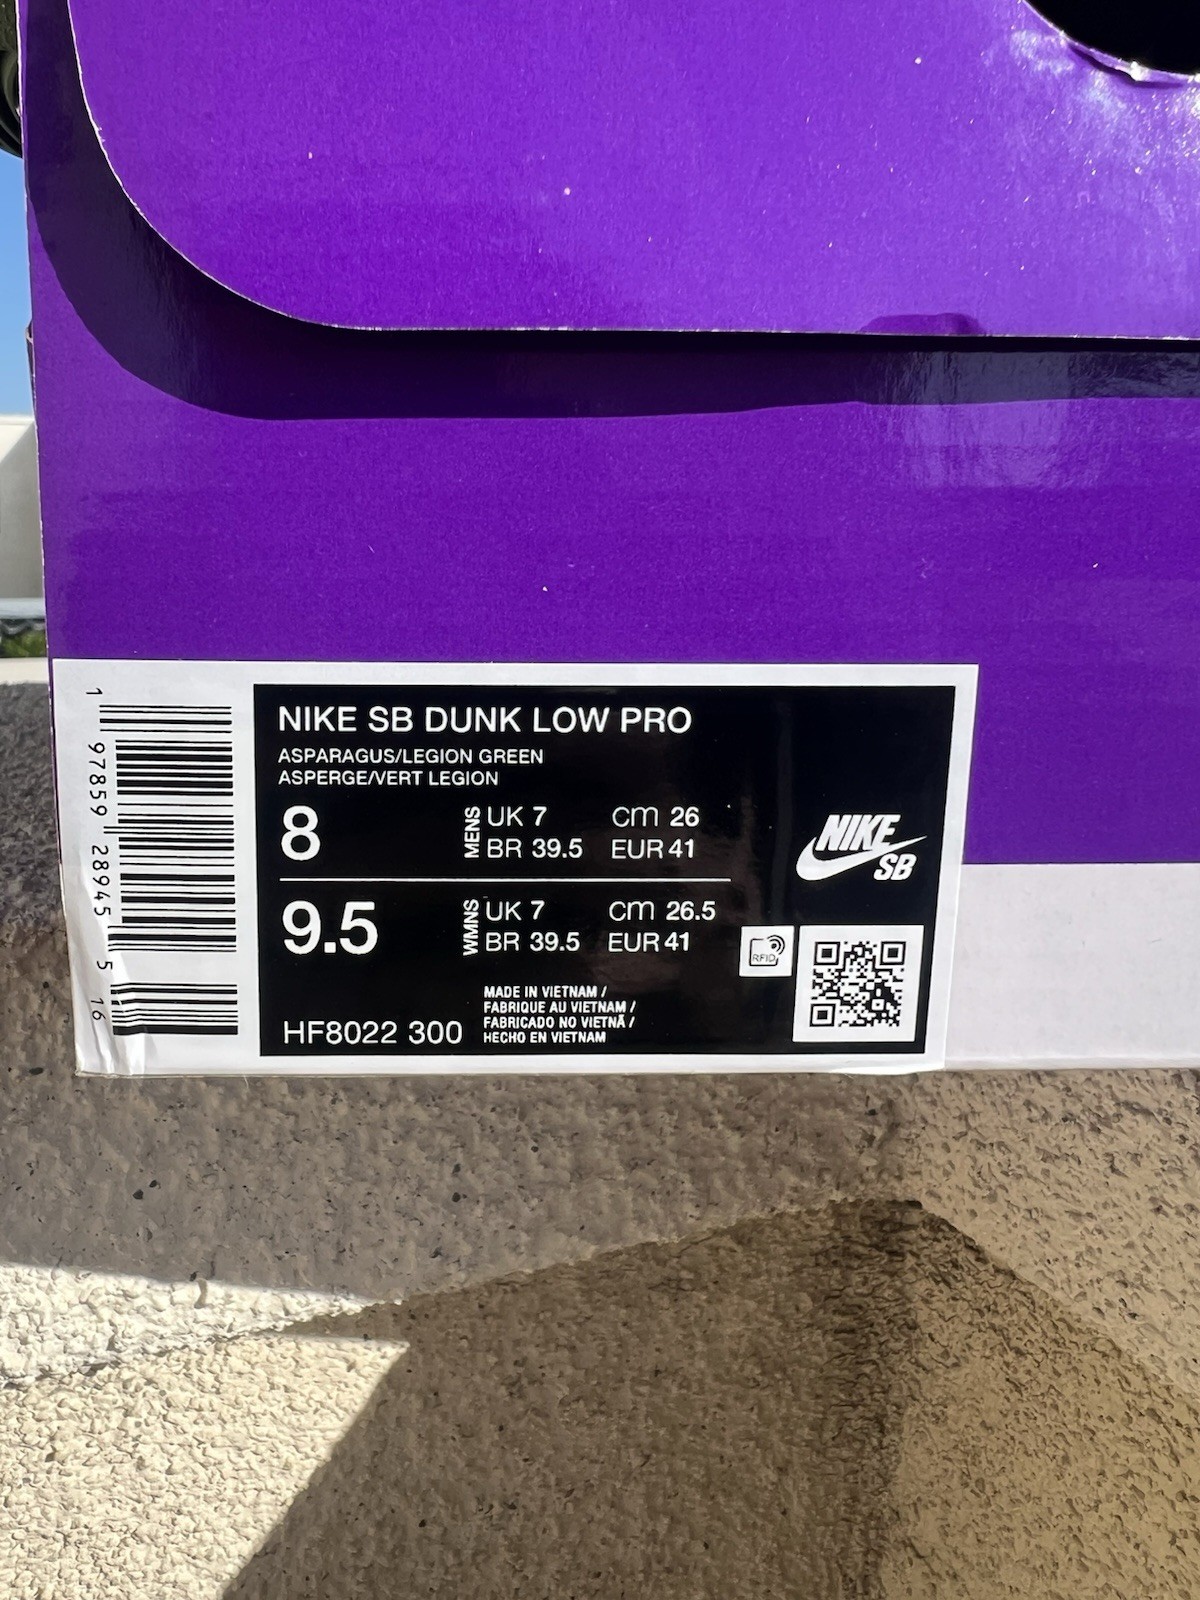 NIKE SB DUNK LOW PRO
ASPARAGUS/LEGION GREEN
ASPERGE/VERT LEGION
8
MENS
UK 7 cm 26
BR 39.5 EUR 41
9.5
WMNS
UK 7 cm 26.5
BR 39.5 EUR 41
NIKE
SB
RFID
HF8022 300
MADE IN VIETNAM /
FABRIQUE AU VIETNAM /
FABRICADO NO VIETNÃ /
HECHO EN VIETNAM
1 97859 28945 5 16